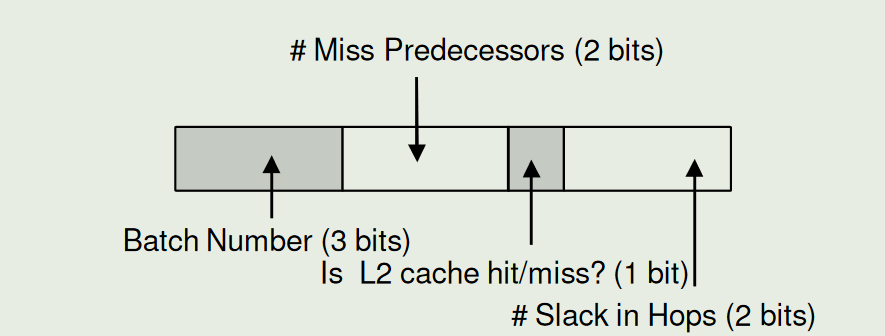 # Miss Predecessors (2 bits)
Batch Number (3 bits)
Is L2 cache hit/miss? (1 bit)
# Slack in Hops (2 bits)